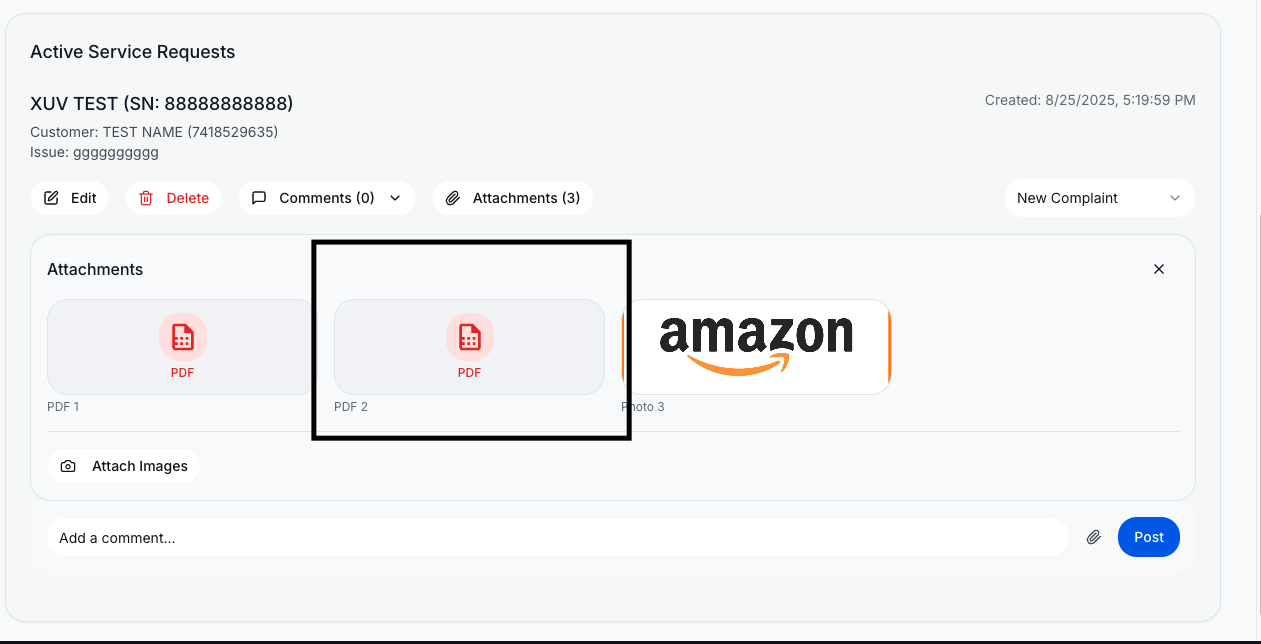 Active Service Requests
XUV TEST (SN: 88888888888)
Created: 8/25/2025, 5:19:59 PM
Customer: TEST NAME (7418529635)
Issue: gggggggggg
Edit
Delete
Comments (0)
Attachments (3)
New Complaint
Attachments
PDF
PDF
amazon
PDF 1
PDF 2
Photo 3
Attach Images
Add a comment...
Post